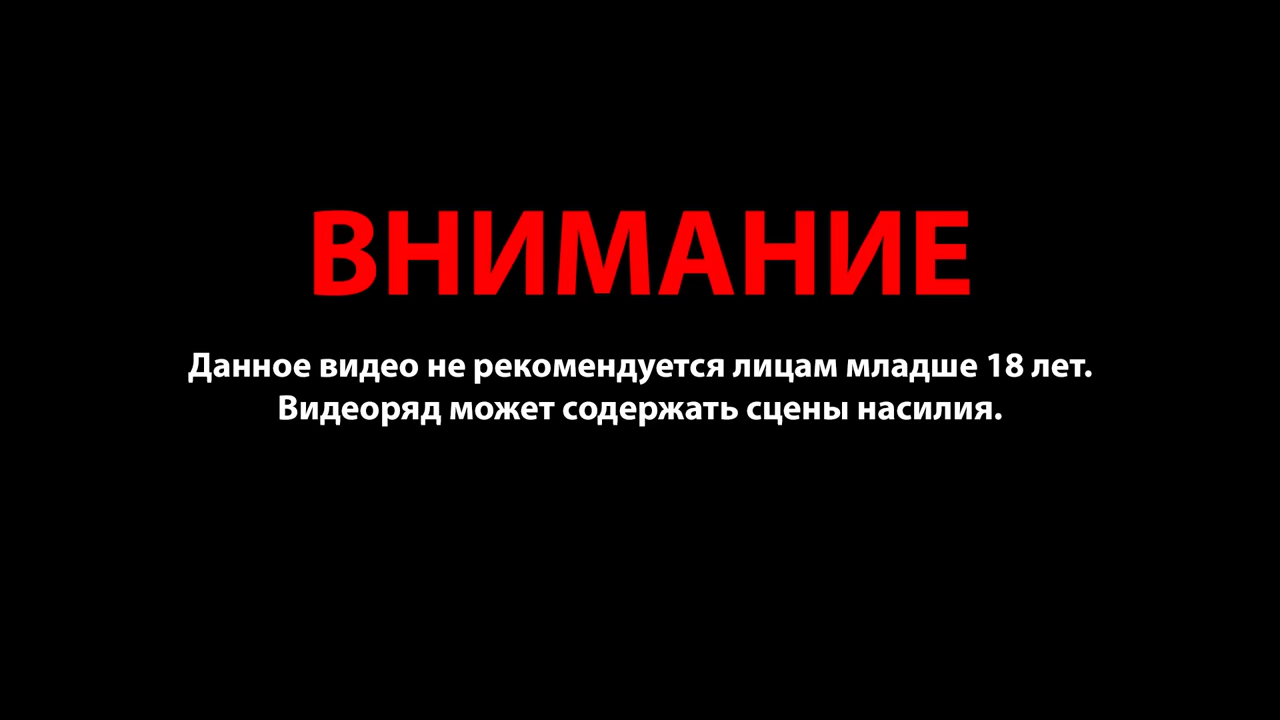 ВНИМАНИЕ
Данное видео не рекомендуется лицам младше 18 лет.
Видеоряд может содержать сцены насилия.